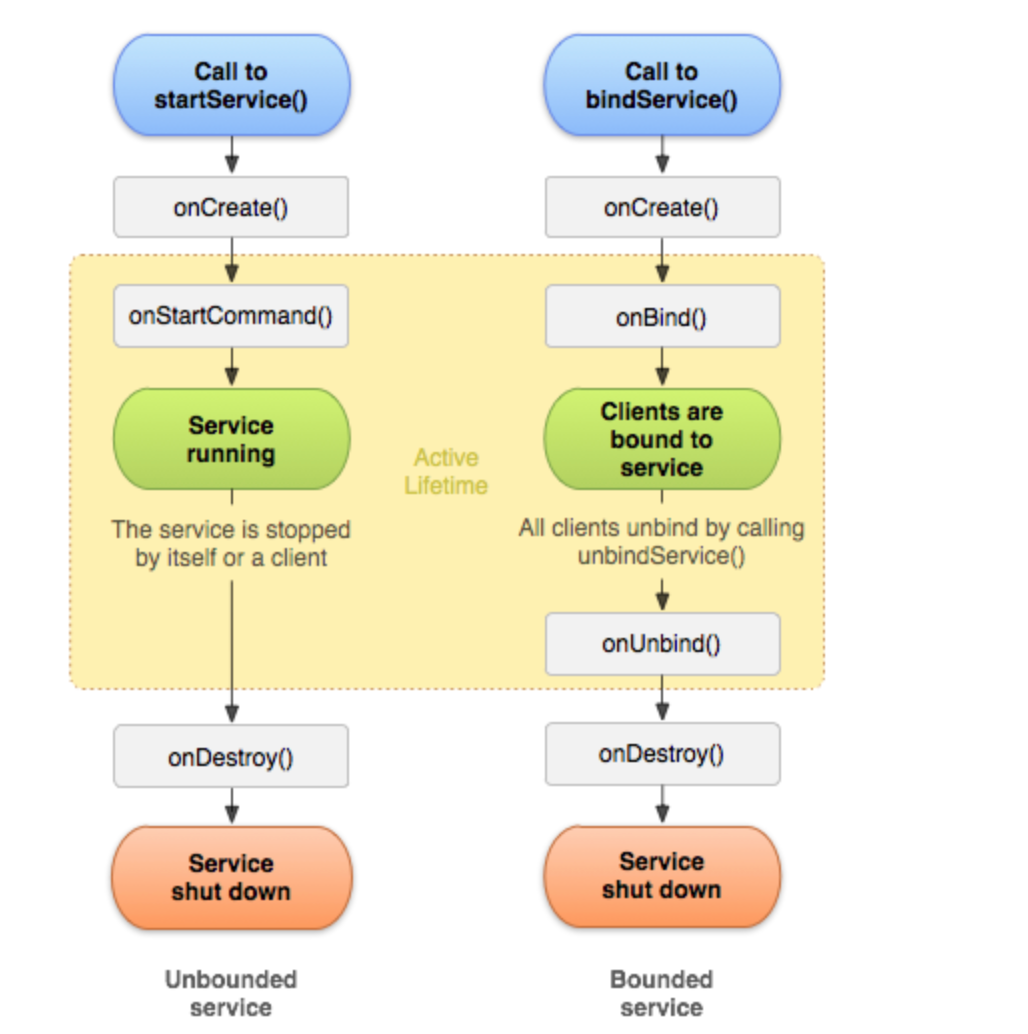 Call to
startService()
onCreate()
onStartCommand()
Service
running
The service is stopped
by itself or a client
onDestroy()
Service
shut down
Unbounded
service
Active
Lifetime
Call to
bindService()
onCreate()
onBind()
Clients are
bound to
service
All clients unbind by calling
unbindService()
onUnbind()
onDestroy()
Service
shut down
Bounded
service